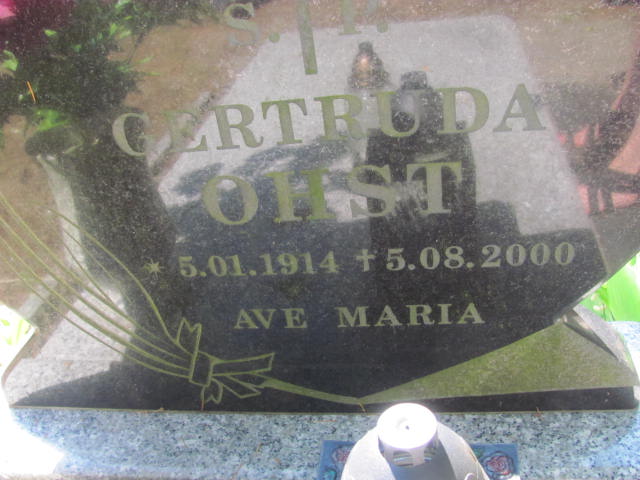 S. P.
GERTRUDA
OHST
* 5.01.1914 † 5.08.2000
AVE MARIA